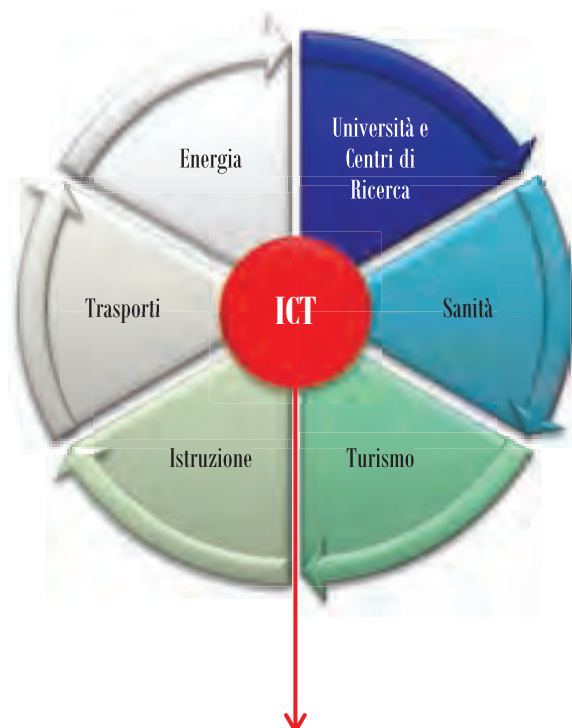 Energia
Università e
Centri di
Ricerca
Trasporti
ICT
Sanità
Istruzione
Turismo